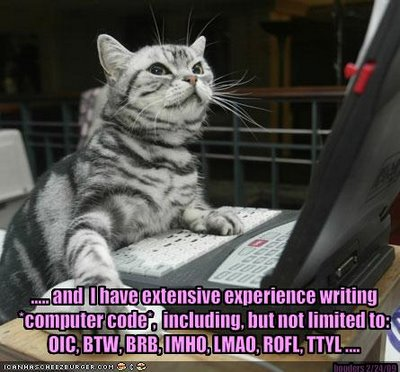 ..... and I have extensive experience writing
*computer code*, including, but not limited to:
OIC, BTW, BRB, IMHO, LMAO, ROFL, TTYL ....
ICANHASCHEEZBURGER.COM